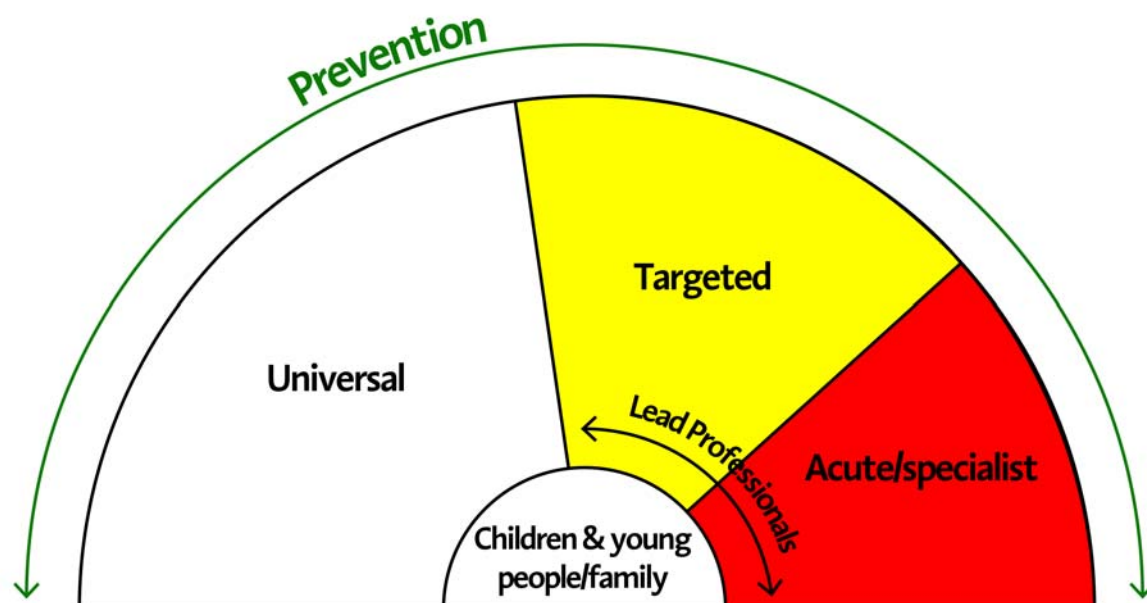 Prevention
Targeted
Universal
Lead Professionals
Acute/specialist
Children & young
people/family